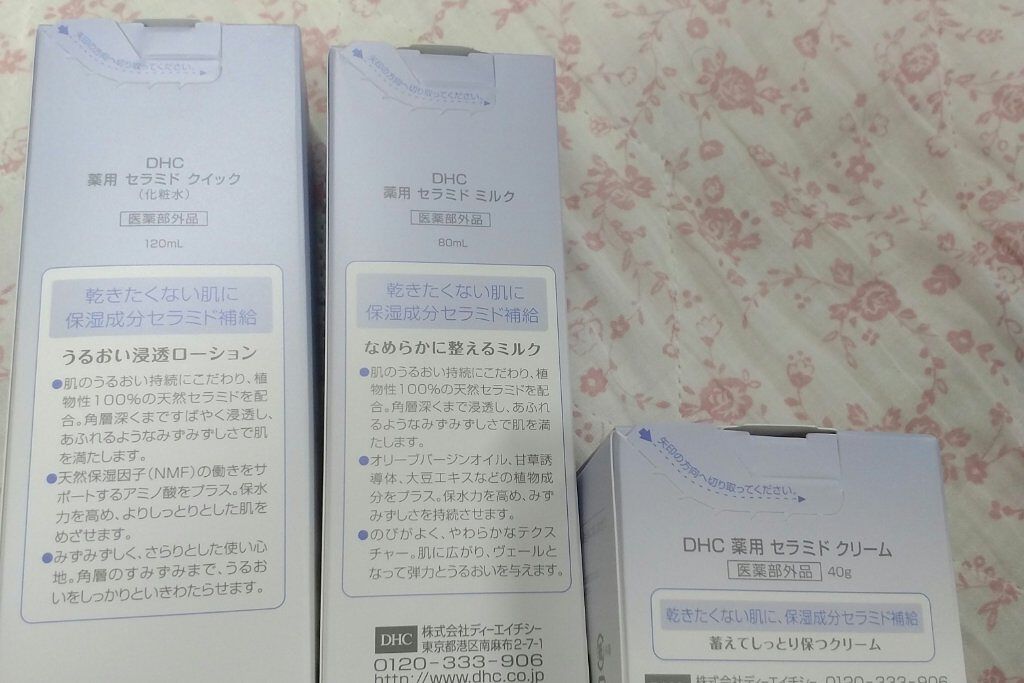 矢印の方向へ切り取ってください。
DHC
薬用 セラミド クイック
(化粧水)
医薬部外品
120mL
乾きたくない肌に
保湿成分セラミド補給
うるおい浸透ローション
●肌のうるおい持続にこだわり、植
物性100%の天然セラミドを配
合。角層深くまですばやく浸透し、
あふれるようなみずみずしさで肌
を満たします。
●天然保湿因子(NMF)の働きをサ
ポートするアミノ酸をプラス。保水
力を高め、よりしっとりとした肌を
めざせます。
●みずみずしく、さらりとした使い心
地。角層のすみずみまで、うるお
いをしっかりといきわたらせます。
矢印の方向へ切り取ってください。
DHC
薬用 セラミド ミルク
医薬部外品
80mL
乾きたくない肌に
保湿成分セラミド補給
なめらかに整えるミルク
●肌のうるおい持続にこだわり、植
物性100%の天然セラミドを配
合。角層深くまで浸透し、あふれ
るようなみずみずしさで肌を満
たします。
●オリーブバージンオイル、甘草誘
導体、大豆エキスなどの植物成
分をプラス。保水力を高め、みず
みずしさを持続させます。
●のびがよく、やわらかなテクス
チャー。肌に広がり、ヴェールと
なって弾力とうるおいを与えます。
DHC 株式会社ディーエイチシー
東京都港区南麻布2-7-1
0120-333-906
http://www.dhc.co.jp
矢印の方向へ切り取ってください。
DHC 薬用 セラミド クリーム
医薬部外品 40g
乾きたくない肌に、保湿成分セラミド補給
蓄えてしっとり保つクリーム
株式会社ディーエイチシー 0120-333-906